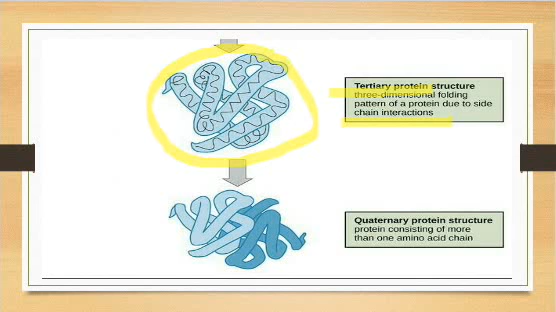 Tertiary protein structure
three-dimensional folding
pattern of a protein due to side
chain interactions
Quaternary protein structure
protein consisting of more
than one amino acid chain